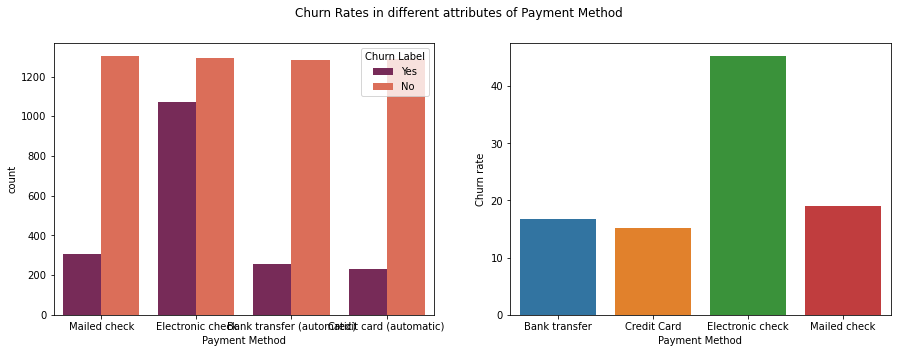 Churn Rates in different attributes of Payment Method
Churn Label
Yes
No
1200
1000
800
600
400
200
0
count
Mailed check
Electronic check
Bank transfer (automatic)
Credit card (automatic)
Payment Method
40
30
20
10
0
Churn rate
Bank transfer
Credit Card
Electronic check
Mailed check
Payment Method